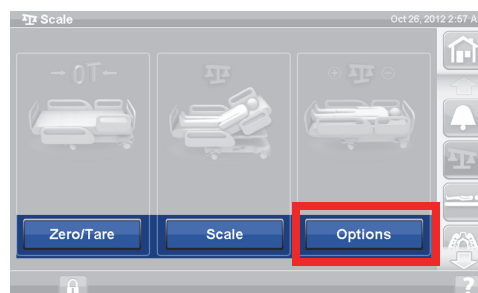 Scale Oct 26, 2012 2:57 A
→0T←
Zero/Tare Scale Options
?